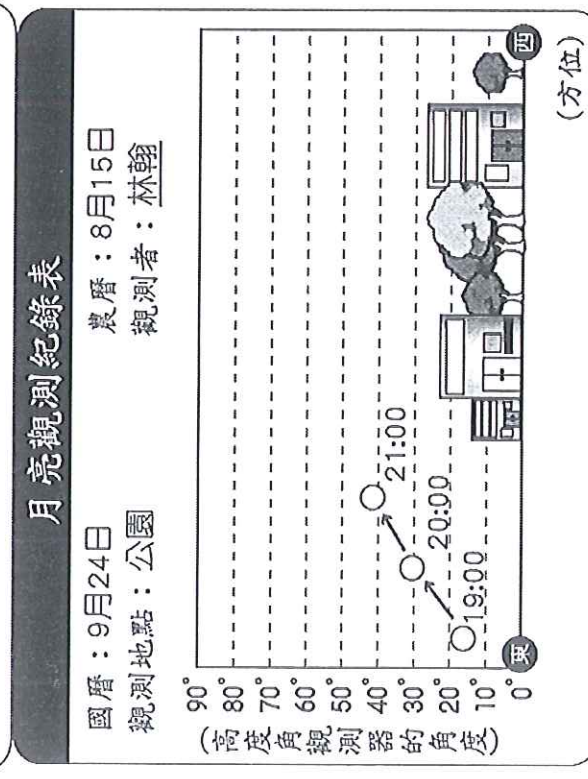 月亮觀測紀錄表
國曆：9月24日
農曆：8月15日
觀測地點：公園
觀測者：林翰
(高度角觀測器的角度)
90°
80°
70°
60°
50°
40°
30°
20°
10°
0°
21:00
20:00
19:00
東
西
(方位)